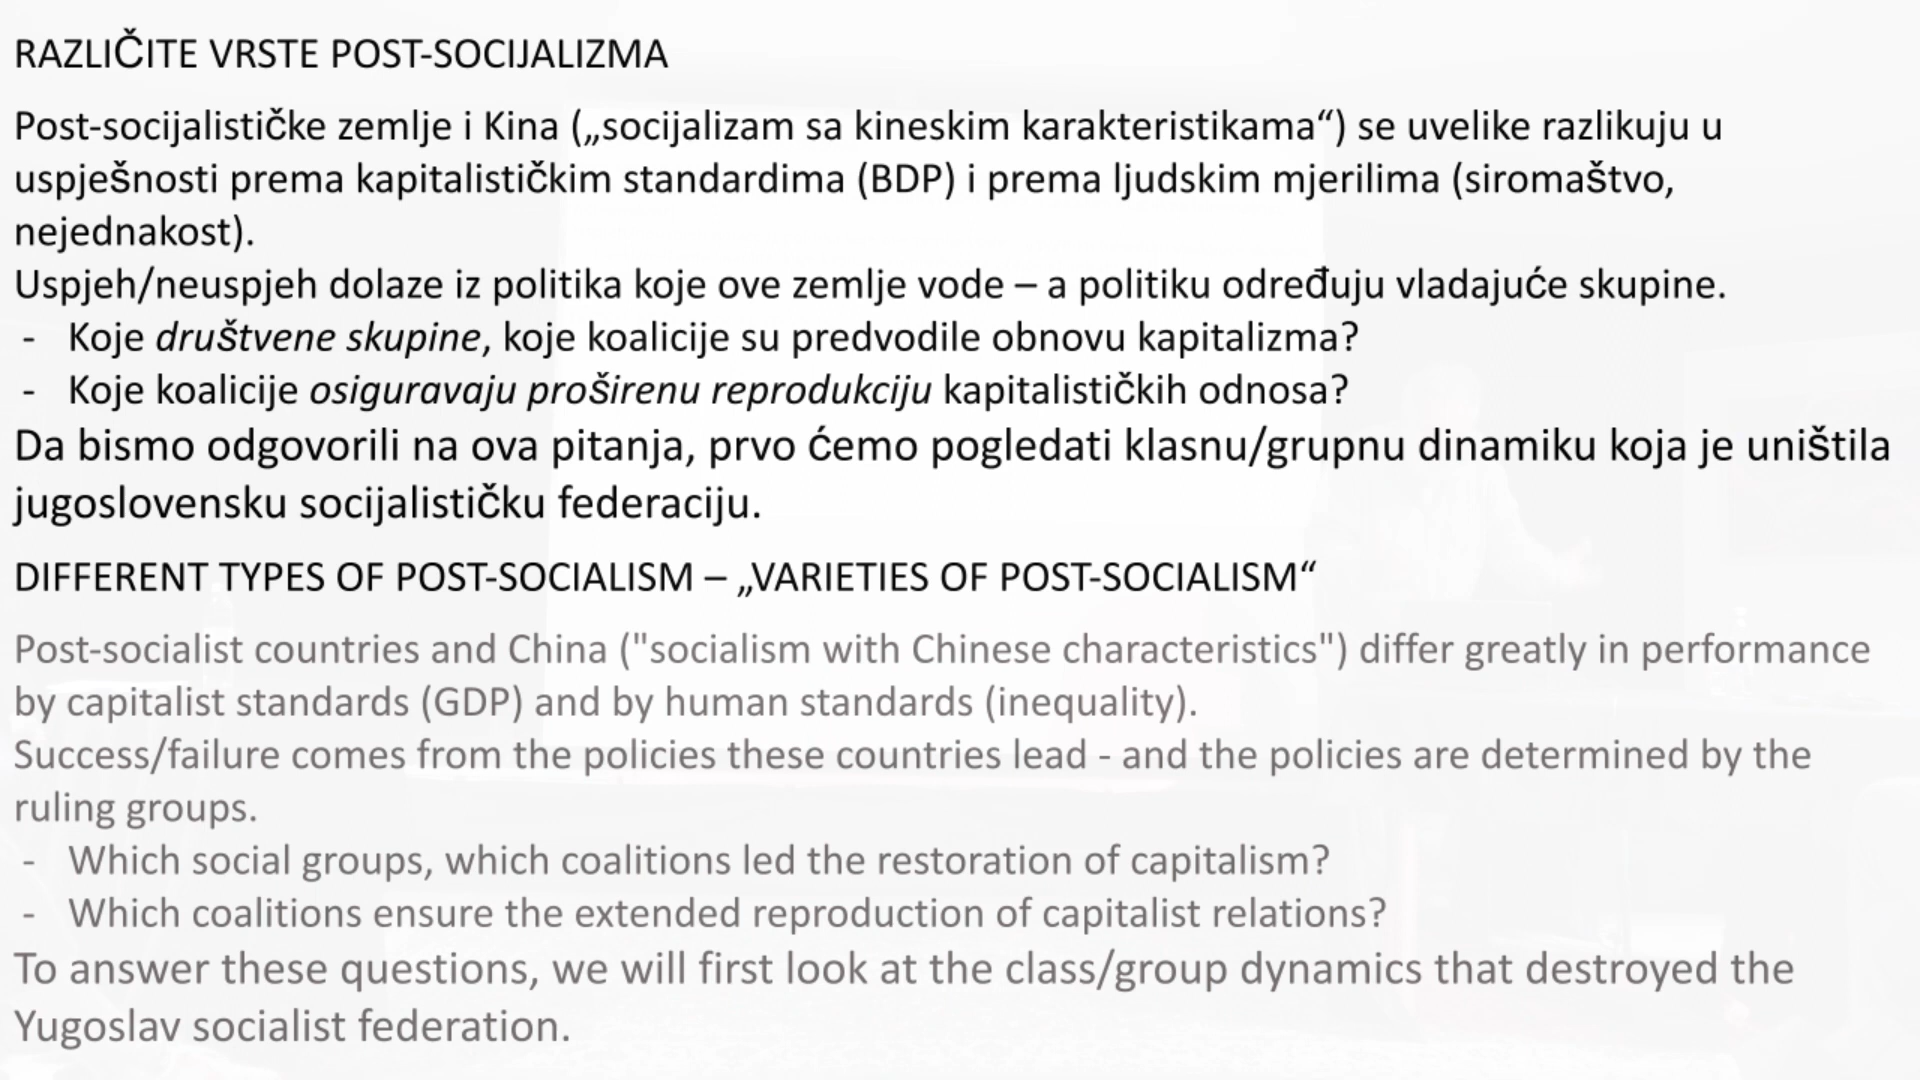 RAZLIČITE VRSTE POST-SOCIJALIZMA
Post-socijalističke zemlje i Kina („socijalizam sa kineskim karakteristikama“) se uvelike razlikuju u
uspješnosti prema kapitalističkim standardima (BDP) i prema ljudskim mjerilima (siromaštvo,
nejednakost).
Uspjeh/neuspjeh dolaze iz politika koje ove zemlje vode – a politiku određuju vladajuće skupine.
- Koje društvene skupine, koje koalicije su predvodile obnovu kapitalizma?
- Koje koalicije osiguravaju proširenu reprodukciju kapitalističkih odnosa?
Da bismo odgovorili na ova pitanja, prvo ćemo pogledati klasnu/grupnu dinamiku koja je uništila
jugoslovensku socijalističku federaciju.
DIFFERENT TYPES OF POST-SOCIALISM – „VARIETIES OF POST-SOCIALISM“
Post-socialist countries and China ("socialism with Chinese characteristics") differ greatly in performance
by capitalist standards (GDP) and by human standards (inequality).
Success/failure comes from the policies these countries lead - and the policies are determined by the
ruling groups.
- Which social groups, which coalitions led the restoration of capitalism?
- Which coalitions ensure the extended reproduction of capitalist relations?
To answer these questions, we will first look at the class/group dynamics that destroyed the
Yugoslav socialist federation.